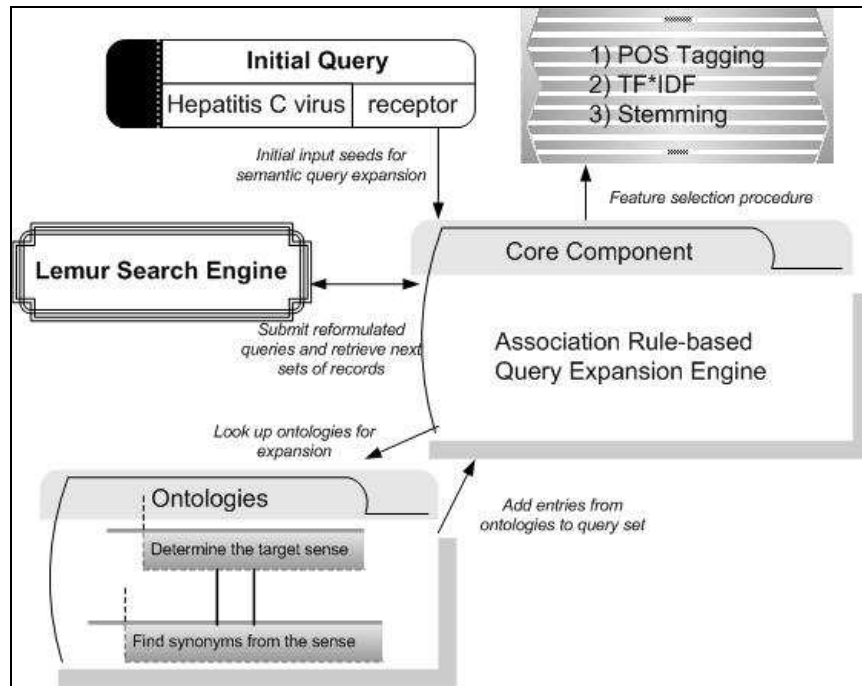 Initial Query
Hepatitis C virus receptor
1) POS Tagging
2) TF*IDF
3) Stemming
Initial input seeds for
semantic query expansion
Feature selection procedure
Lemur Search Engine
Core Component
Submit reformulated
queries and retrieve next
sets of records
Association Rule-based
Query Expansion Engine
Look up ontologies for
expansion
Ontologies
Add entries from
ontologies to query set
Determine the target sense
Find synonyms from the sense